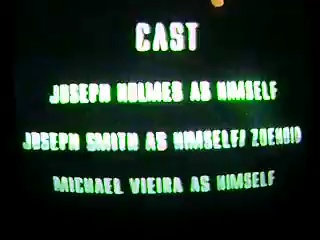 CAST
JOSEPH HOLMES AS HIMSELF
JOSEPH SMITH AS HIMSELF/
MICHAEL VIEIRA AS HIMSELF